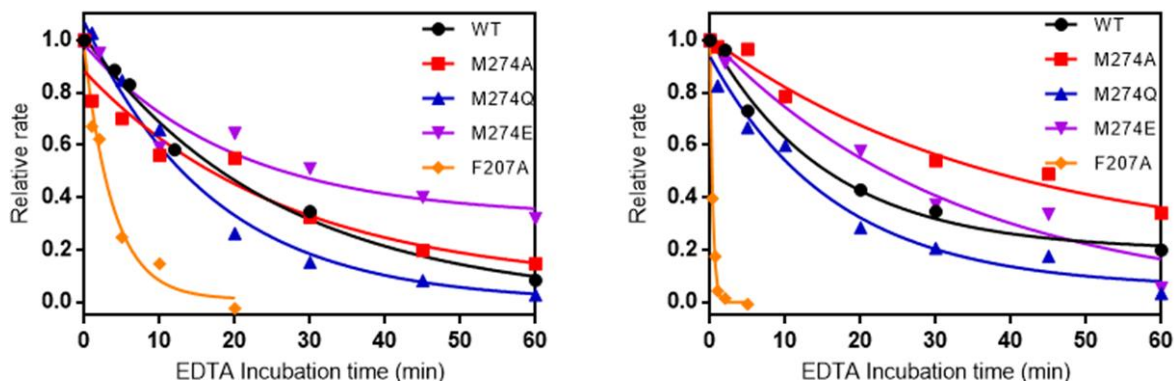 Relative rate
1.0
0.8
0.6
0.4
0.2
0.0
0 10 20 30 40 50 60
EDTA Incubation time (min)
WT
M274A
M274Q
M274E
F207A
Relative rate
1.0
0.8
0.6
0.4
0.2
0.0
0 10 20 30 40 50 60
EDTA Incubation time (min)
WT
M274A
M274Q
M274E
F207A